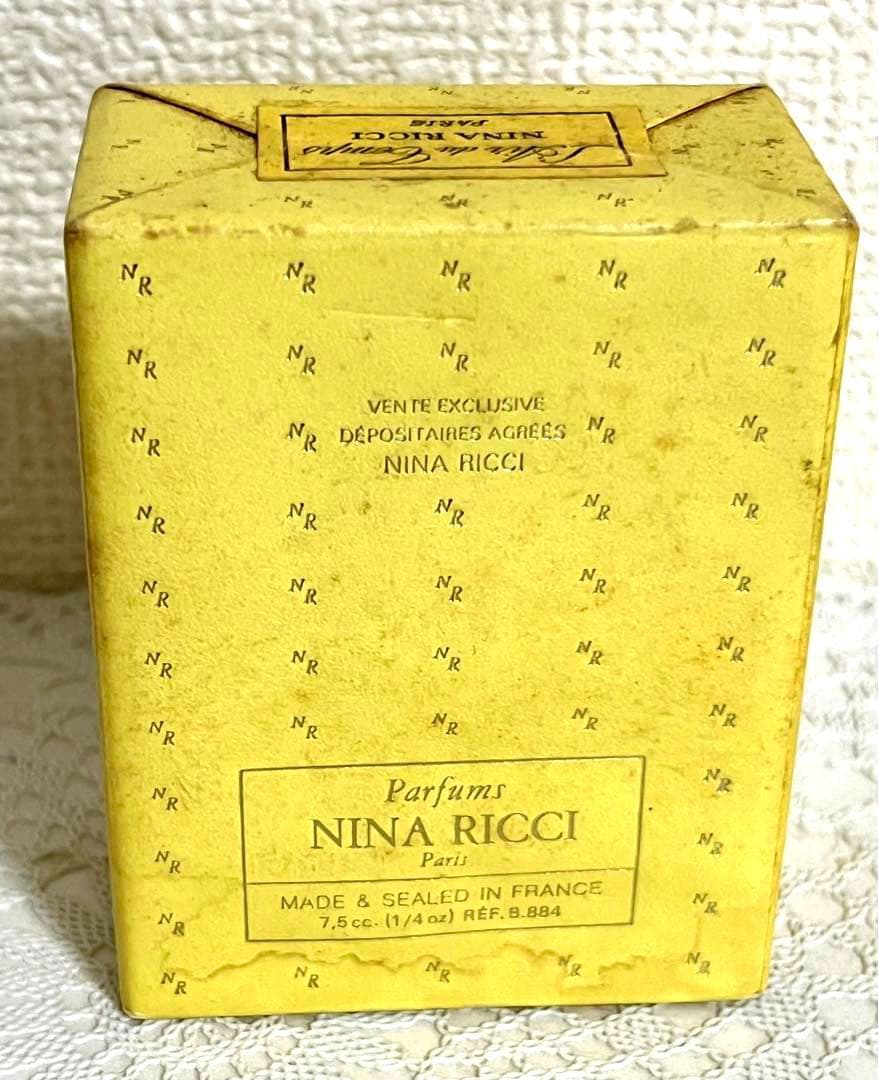 L'Air du Temps
NINA RICCI
PARIS
N R N R N R
N R N R N R N R N R
N R N R N R N R N R
VENTE EXCLUSIVE
N R N R DÉPOSITAIRES AGRÉÉS N R N R
NINA RICCI
N R N R N R N R N R
N R N R N R N R N R
N R N R N R N R N R
N R N R N R N R N R
Parfums
N R N R
NINA RICCI
Paris
N R N R
MADE & SEALED IN FRANCE
7,5 cc. (1/4 oz) RÉF. 8.884
N R N R
N R N R N R N R N R